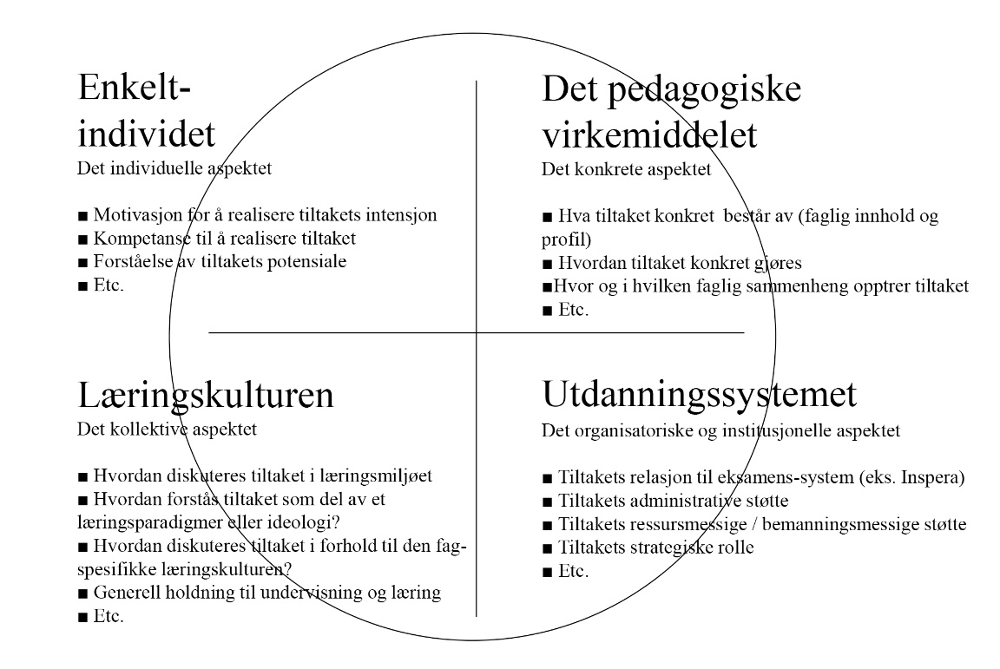 Enkelt-
individet
Det individuelle aspektet
■ Motivasjon for å realisere tiltakets intensjon
■ Kompetanse til å realisere tiltaket
■ Forståelse av tiltakets potensiale
■ Etc.
Det pedagogiske
virkemiddelet
Det konkrete aspektet
■ Hva tiltaket konkret  består av (faglig innhold og
profil)
■ Hvordan tiltaket konkret gjøres
■Hvor og i hvilken faglig sammenheng opptrer tiltaket
■ Etc.
Læringskulturen
Det kollektive aspektet
■ Hvordan diskuteres tiltaket i læringsmiljøet
■ Hvordan forstås tiltaket som del av et
læringsparadigmer eller ideologi?
■ Hvordan diskuteres tiltaket i forhold til den fag-
spesifikke læringskulturen?
■ Generell holdning til undervisning og læring
■ Etc.
Utdanningssystemet
Det organisatoriske og institusjonelle aspektet
■ Tiltakets relasjon til eksamens-system (eks. Inspera)
■ Tiltakets administrative støtte
■ Tiltakets ressursmessige / bemanningsmessige støtte
■ Tiltakets strategiske rolle
■ Etc.